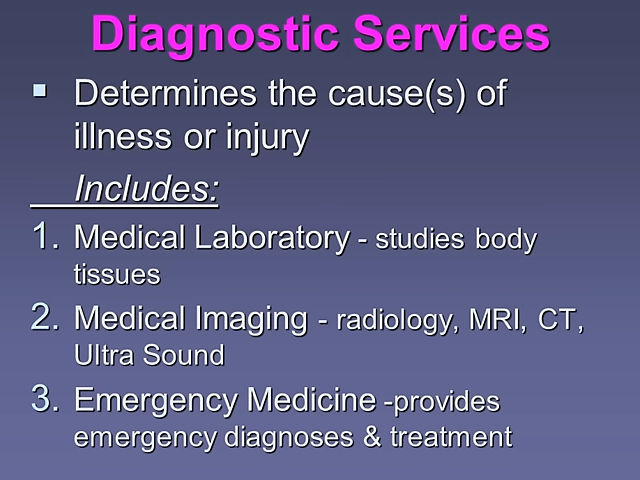 Diagnostic Services
▪ Determines the cause(s) of
illness or injury
Includes:
1. Medical Laboratory - studies body
tissues
2. Medical Imaging - radiology, MRI, CT,
Ultra Sound
3. Emergency Medicine -provides
emergency diagnoses & treatment